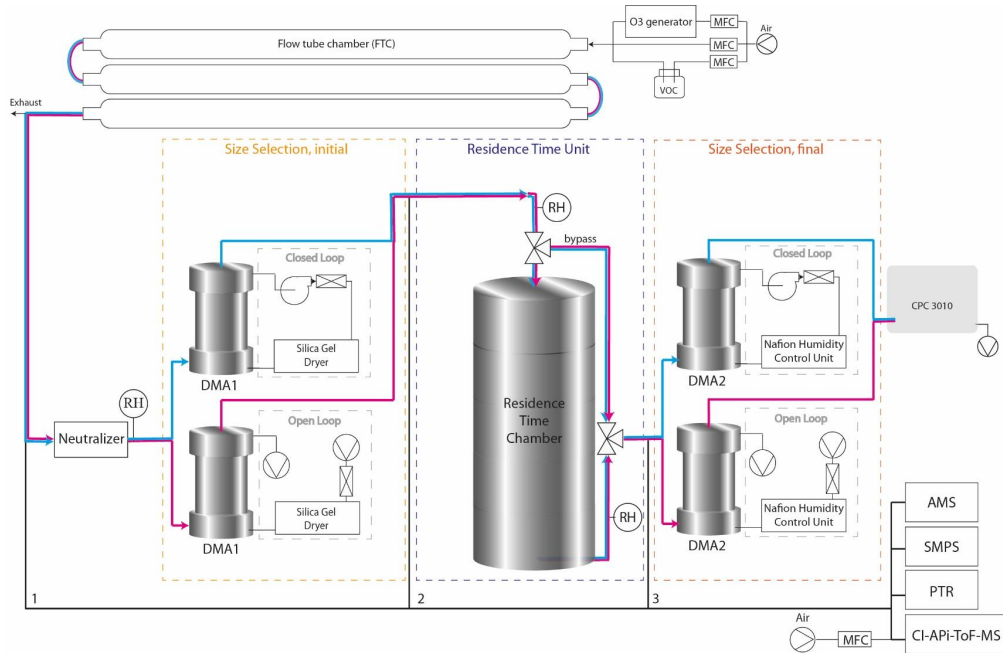 O3 generator
MFC
Air
Flow tube chamber (FTC)
MFC
MFC
VOC
Exhaust
Size Selection, initial
Residence Time Unit
Size Selection, final
RH
bypass
Closed Loop
Closed Loop
CPC 3010
Silica Gel
Dryer
Nafion Humidity
Control Unit
DMA1
DMA2
RH
Residence
Time
Chamber
Open Loop
Open Loop
Neutralizer
RH
Silica Gel
Dryer
Nafion Humidity
Control Unit
DMA1
DMA2
AMS
SMPS
PTR
1
2
3
Air
MFC
CI-APi-ToF-MS